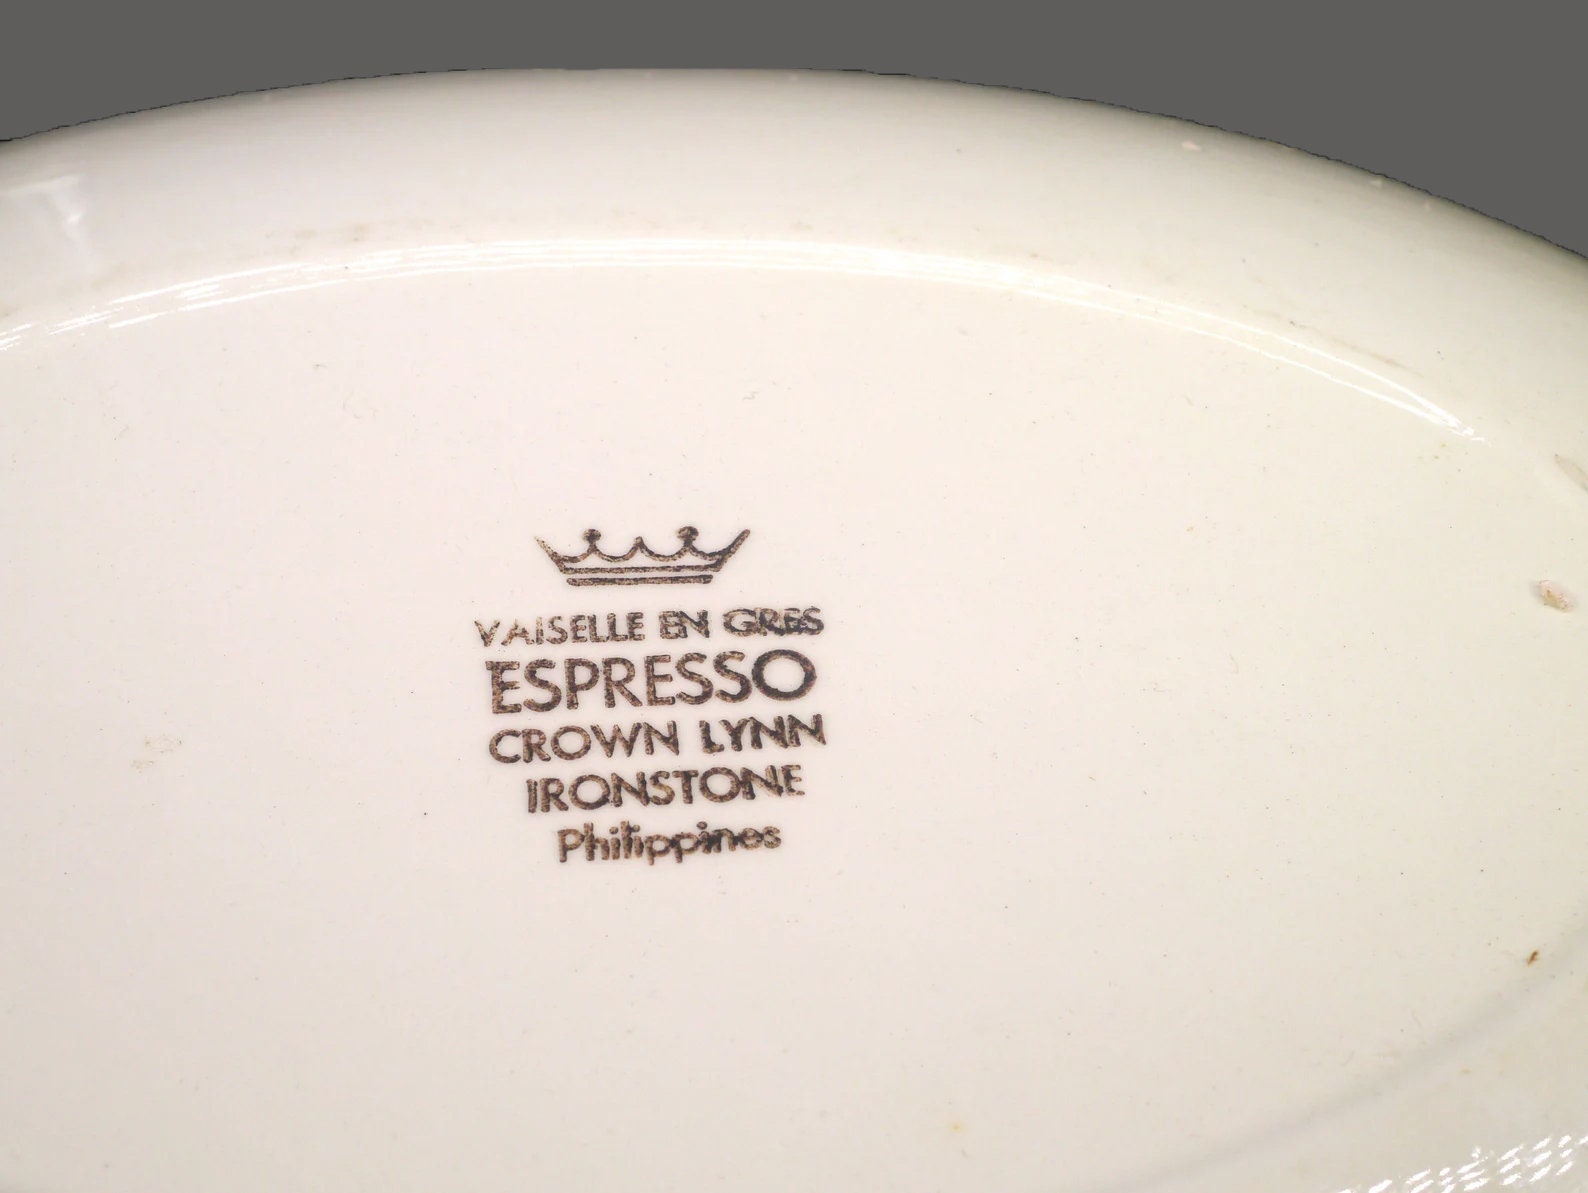 VAISELLE EN GRES
ESPRESSO
CROWN LYNN
IRONSTONE
Philippines